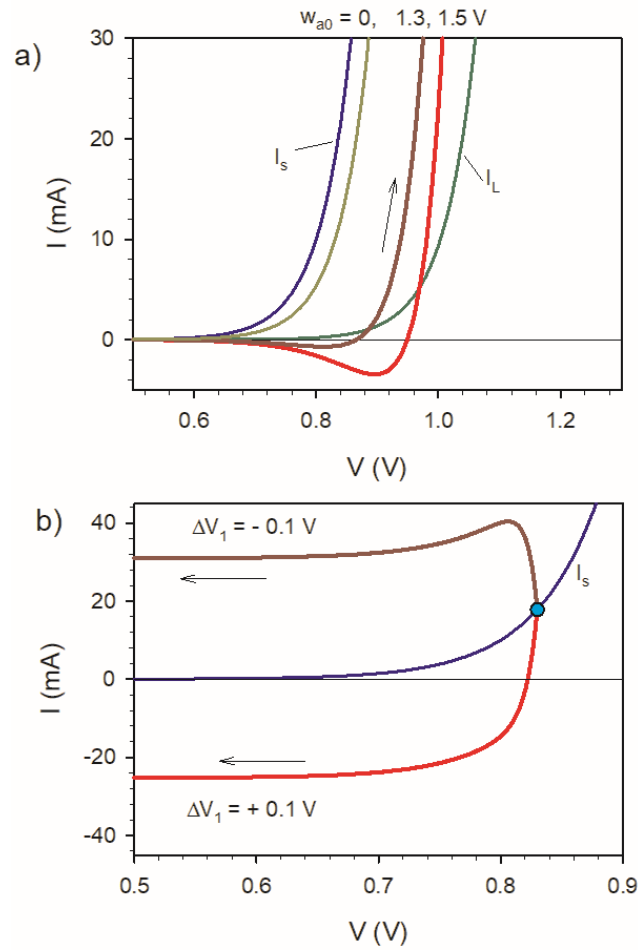 w_a0 = 0, 1.3, 1.5 V
a)
30
20
10
0
I (mA)
I_s
I_L
0.6 0.8 1.0 1.2
V (V)
b)
40
20
0
-20
-40
I (mA)
ΔV_1 = - 0.1 V
I_s
ΔV_1 = + 0.1 V
0.5 0.6 0.7 0.8 0.9
V (V)